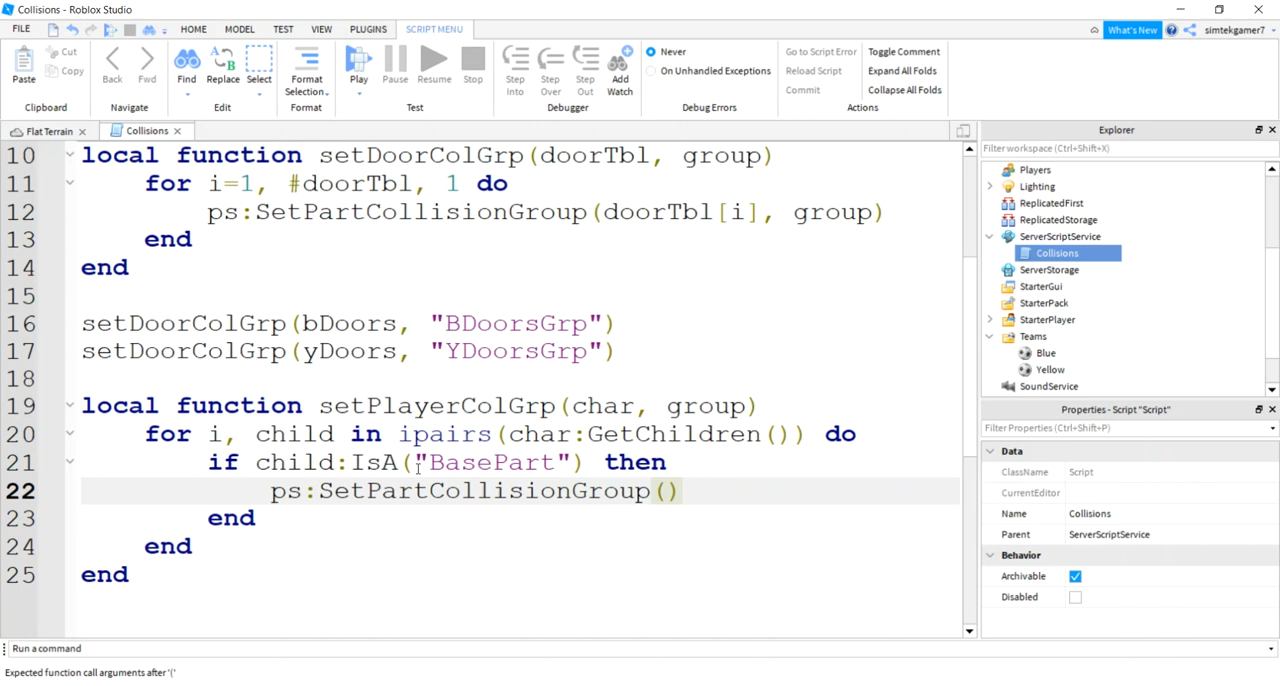 Collisions - Roblox Studio
FILE HOME MODEL TEST VIEW PLUGINS SCRIPT MENU What's New simtekgamer7
Paste Cut Copy Back Fwd Find Replace Select Format Selection Play Pause Resume Stop Step Into Step Over Step Out Add Watch Never On Unhandled Exceptions Go to Script Error Reload Script Commit Toggle Comment Expand All Folds Collapse All Folds
Clipboard Navigate Edit Format Test Debugger Debug Errors Actions
Flat Terrain Collisions
10 local function setDoorColGrp(doorTbl, group)
11 for i=1, #doorTbl, 1 do
12 ps:SetPartCollisionGroup(doorTbl[i], group)
13 end
14 end
15
16 setDoorColGrp(bDoors, "BDoorsGrp")
17 setDoorColGrp(yDoors, "YDoorsGrp")
18
19 local function setPlayerColGrp(char, group)
20 for i, child in ipairs(char:GetChildren()) do
21 if child:IsA("BasePart") then
22 ps:SetPartCollisionGroup()
23 end
24 end
25 end
Explorer
Filter workspace (Ctrl+Shift+X)
Players
Lighting
ReplicatedFirst
ReplicatedStorage
ServerScriptService
Collisions
ServerStorage
StarterGui
StarterPack
StarterPlayer
Teams
Blue
Yellow
SoundService
Properties - Script "Script"
Filter Properties (Ctrl+Shift+P)
Data
ClassName Script
CurrentEditor
Name Collisions
Parent ServerScriptService
Behavior
Archivable
Disabled
Run a command
Expected function call arguments after '('